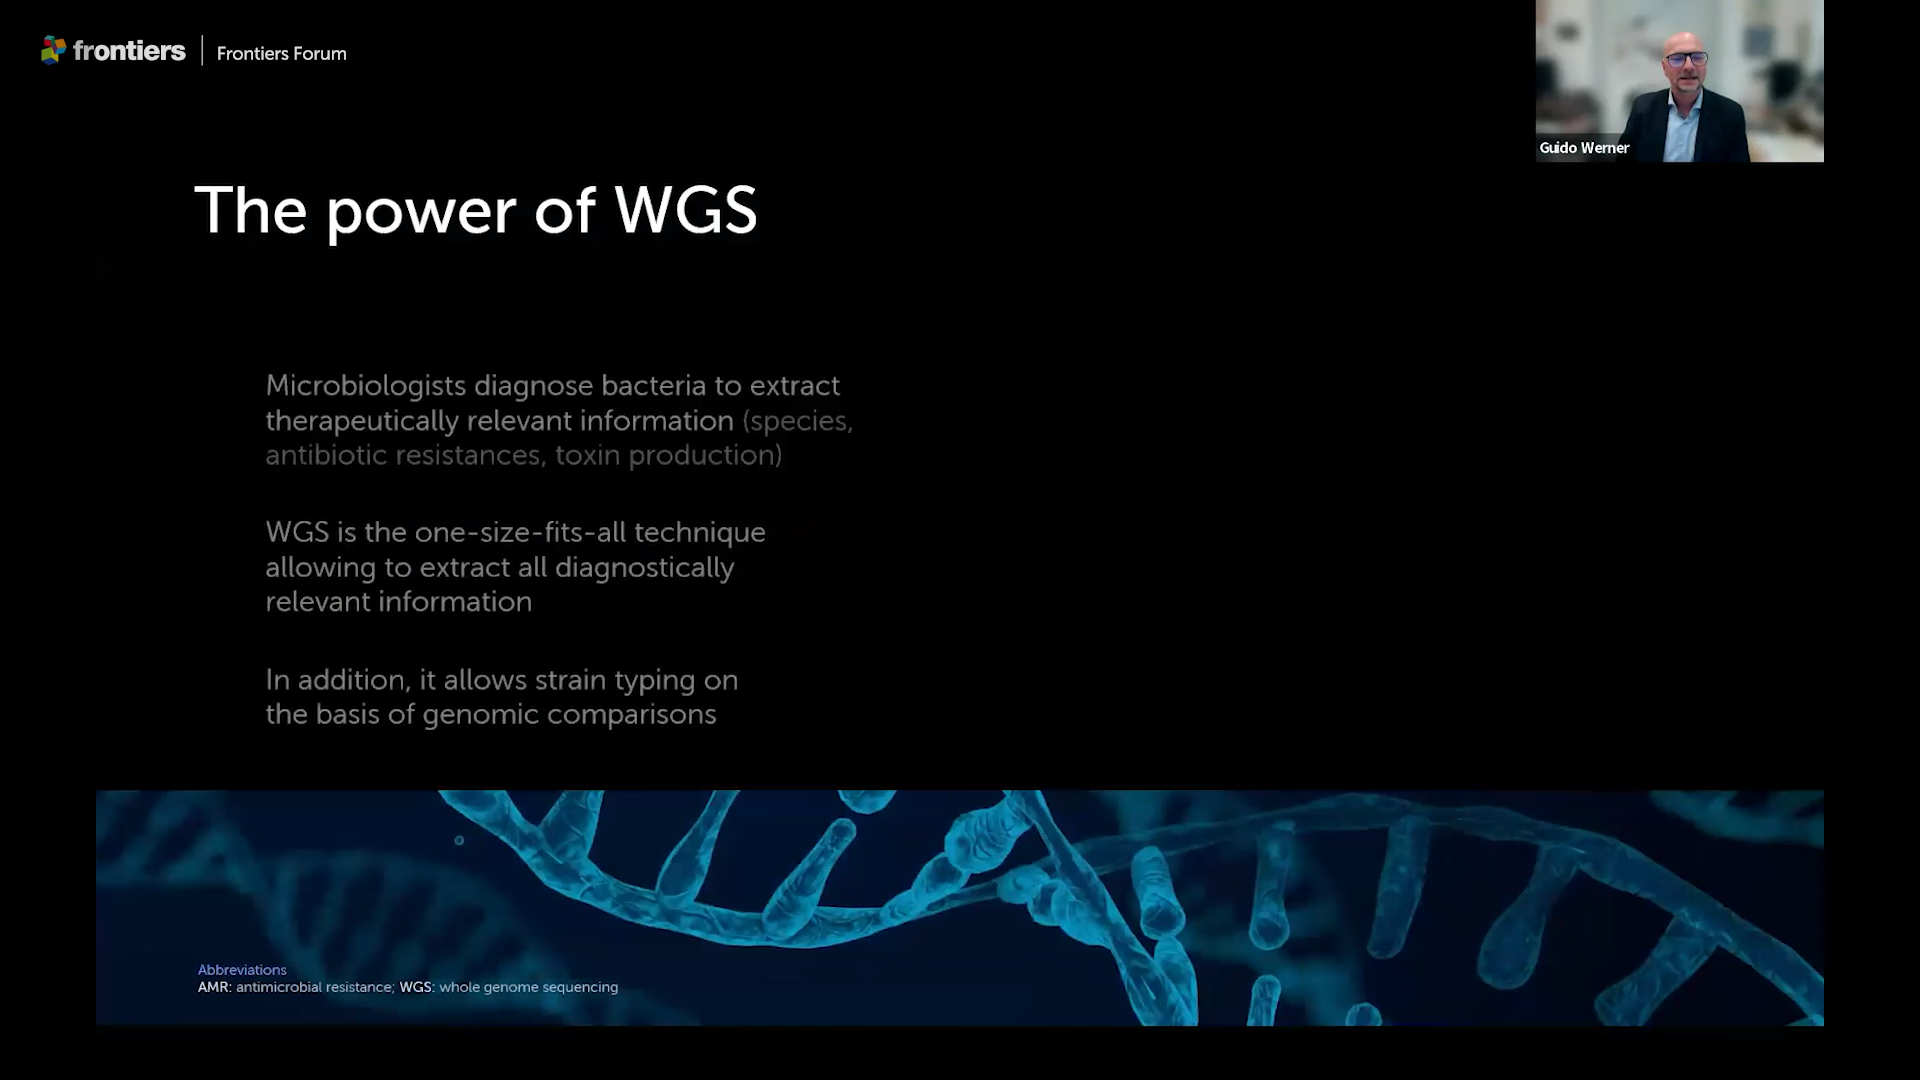 frontiers | Frontiers Forum
Guido Werner
The power of WGS
Microbiologists diagnose bacteria to extract
therapeutically relevant information (species,
antibiotic resistances, toxin production)
WGS is the one-size-fits-all technique
allowing to extract all diagnostically
relevant information
In addition, it allows strain typing on
the basis of genomic comparisons
Abbreviations
AMR: antimicrobial resistance; WGS: whole genome sequencing